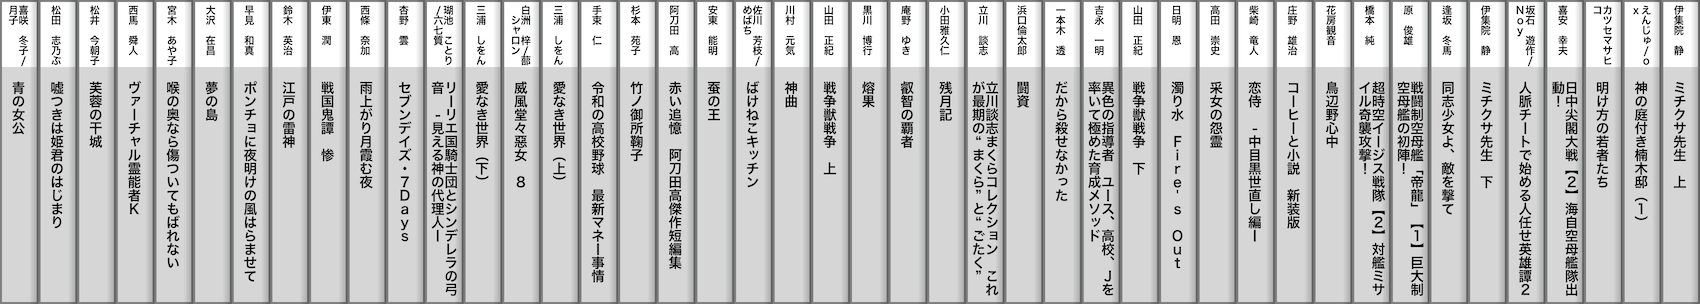 伊集院 静
ミチクサ先生 上
えんじゅ/ox
神の庭付き楠木邸（1）
カツセマサヒコ
明け方の若者たち
喜安 幸夫
日中尖閣大戦【2】海自空母艦隊出動！
坂石 遊作/Noy
人脈チートで始める人任せ英雄譚2
伊集院 静
ミチクサ先生 下
逢坂 冬馬
同志少女よ、敵を撃て
原 俊雄
戦闘制空母艦「帝龍」【1】巨大制空母艦の初陣！
橋本 純
超時空イージス戦隊【2】対艦ミサイル奇襲攻撃！
花房観音
鳥辺野心中
庄野 雄治
コーヒーと小説 新装版
柴崎 竜人
恋侍 -中目黒世直し編ー
高田 崇史
采女の怨霊
日明 恩
濁り水 Fire's Out
山田 正紀
戦争獣戦争 下
吉永 一明
異色の指導者 ユース、高校、Jを率いて極めた育成メソッド
一本木 透
だから殺せなかった
浜口倫太郎
闘資
立川 談志
立川談志まくらコレクション これが最期の“まくら”と“ごたく”
小田雅久仁
残月記
庵野 ゆき
叡智の覇者
黒川 博行
熔果
山田 正紀
戦争獣戦争 上
川村 元気
神曲
佐川 芳枝/めばち
ばけねこキッチン
安東 能明
蚕の王
阿刀田 高
赤い追憶 阿刀田高傑作短編集
杉本 苑子
竹ノ御所鞠子
手束 仁
令和の高校野球 最新マネー事情
三浦 しをん
愛なき世界（上）
白洲 梓/蔀 シャロン
威風堂々惡女 8
三浦 しをん
愛なき世界（下）
瑚池 ことり/六七質
リーリエ国騎士団とシンデレラの弓音 -見える神の代理人ー
杏野 雲
セブンデイズ・7Days
西條 奈加
雨上がり月霞む夜
伊東 潤
戦国鬼譚 惨
鈴木 英治
江戸の雷神
早見 和真
ポンチョに夜明けの風はらませて
大沢 在昌
夢の島
宮木 あや子
喉の奥なら傷ついてもばれない
西馬 舜人
ヴァーチャル霊能者K
松井 今朝子
芙蓉の干城
松田 志乃ぶ
嘘つきは姫君のはじまり
喜咲 冬子/月子
青の女公